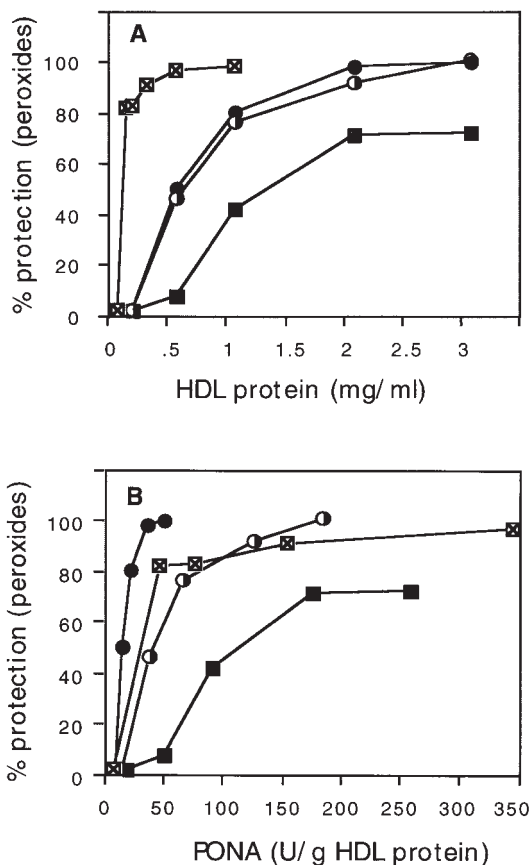 A
% protection (peroxides)
100
80
60
40
20
0
0 .5 1 1.5 2 2.5 3
HDL protein (mg/ ml)
B
% protection (peroxides)
100
80
60
40
20
0
0 50 100 150 200 250 300 350
PONA (U/ g HDL protein)